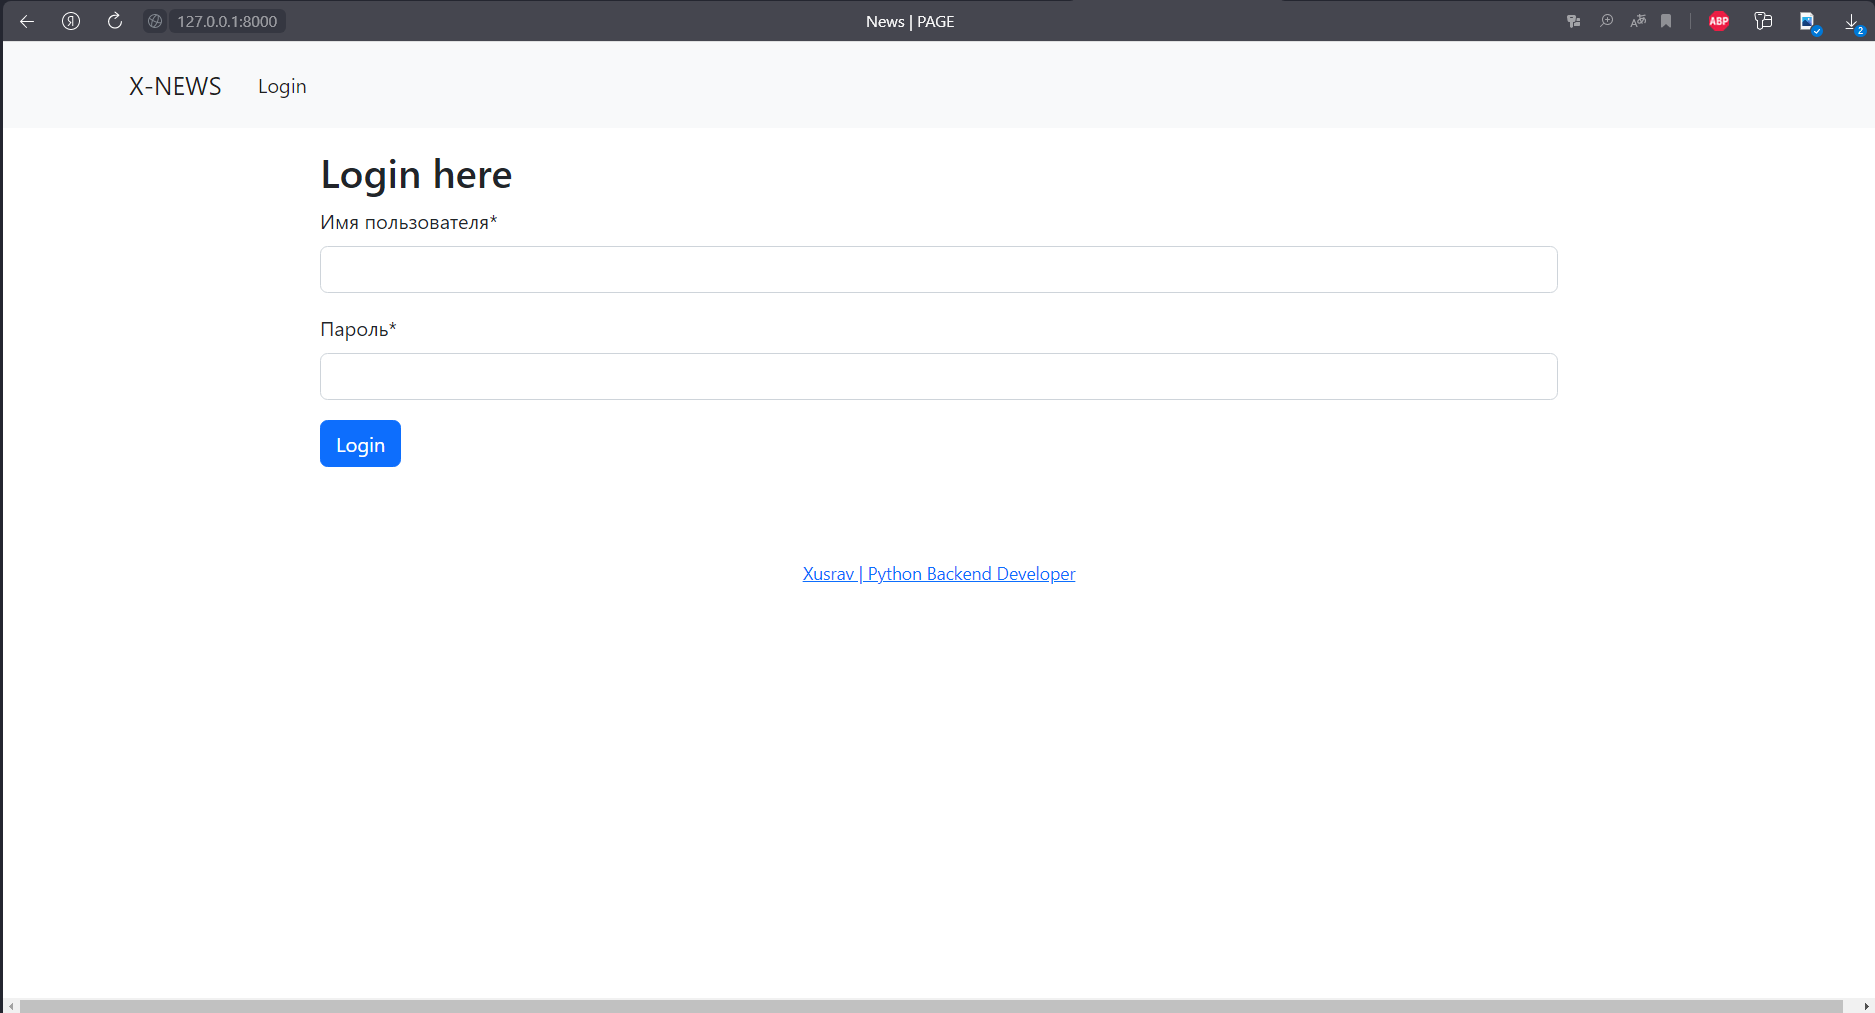 127.0.0.1:8000 News | PAGE ABP 2
X-NEWS Login
Login here
Имя пользователя*
Пароль*
Login
Xusrav | Python Backend Developer